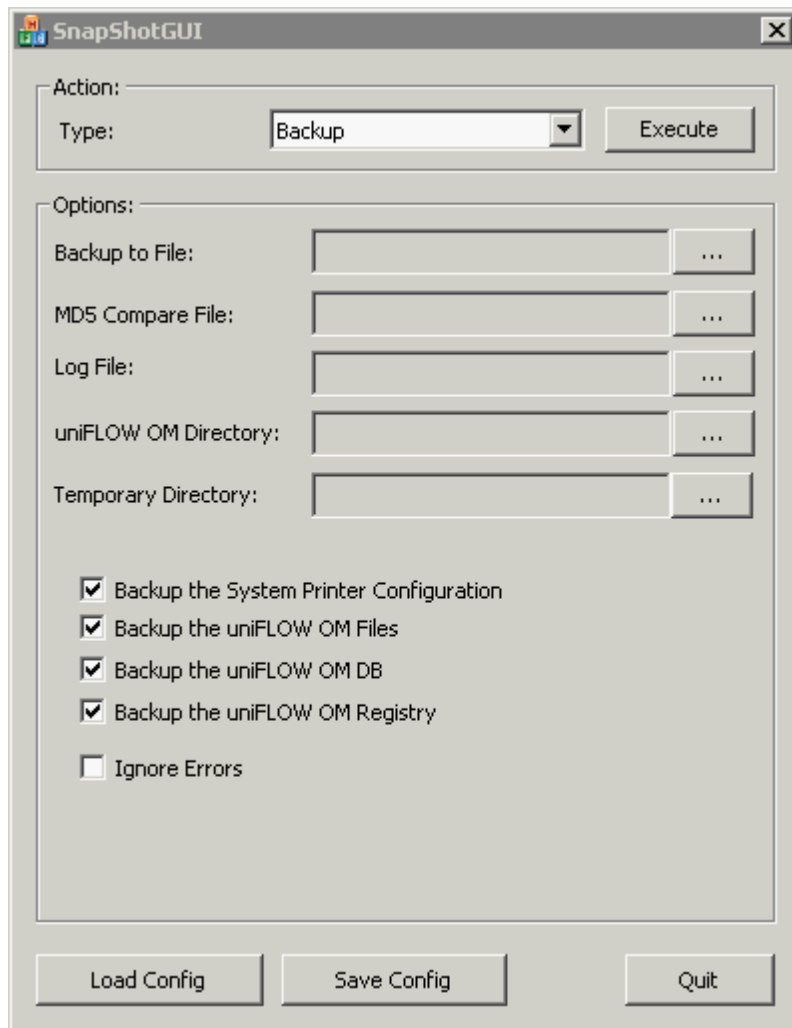 SnapShotGUI
Action:
Type:
Backup
Execute
Options:
Backup to File:
...
MD5 Compare File:
...
Log File:
...
uniFLOW OM Directory:
...
Temporary Directory:
...
Backup the System Printer Configuration
Backup the uniFLOW OM Files
Backup the uniFLOW OM DB
Backup the uniFLOW OM Registry
Ignore Errors
Load Config
Save Config
Quit